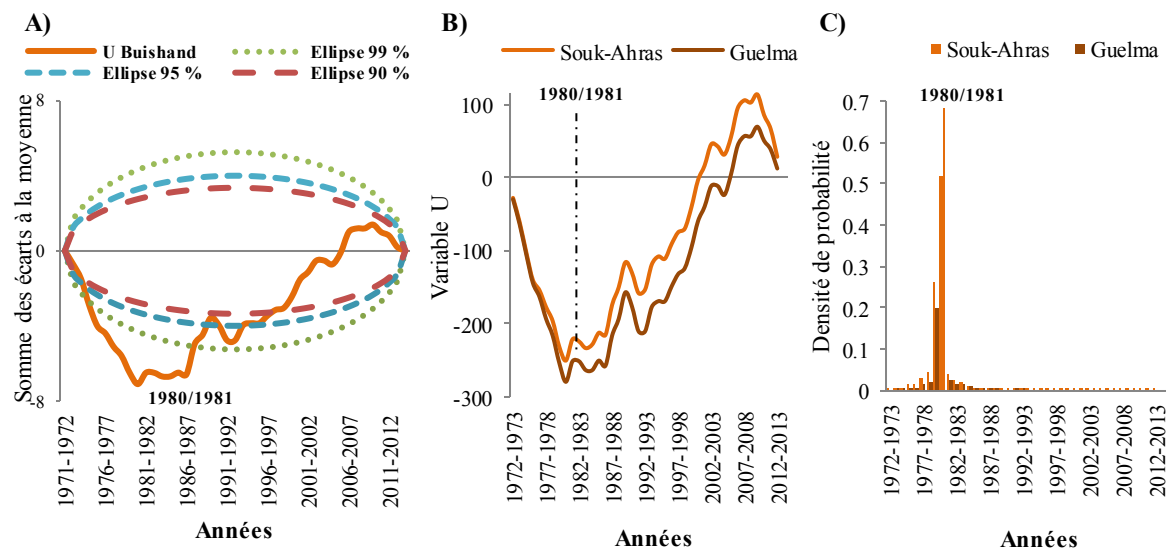 A)
U Buishand
Ellipse 99 %
Ellipse 95 %
Ellipse 90 %
Somme des écarts à la moyenne
8
0
-8
1980/1981
1971-1972
1976-1977
1981-1982
1986-1987
1991-1992
1996-1997
2001-2002
2006-2007
2011-2012
Années
B)
Souk-Ahras
Guelma
1980/1981
Variable U
100
0
-100
-200
-300
1972-1973
1977-1978
1982-1983
1987-1988
1992-1993
1997-1998
2002-2003
2007-2008
2012-2013
Années
C)
Souk-Ahras
Guelma
1980/1981
Densité de probabilité
0.7
0.6
0.5
0.4
0.3
0.2
0.1
0
1972-1973
1977-1978
1982-1983
1987-1988
1992-1993
1997-1998
2002-2003
2007-2008
2012-2013
Années